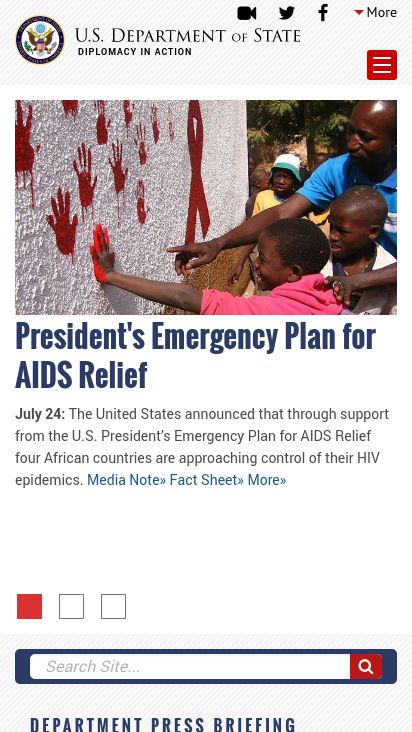 More
U.S. DEPARTMENT OF STATE
DIPLOMACY IN ACTION
President's Emergency Plan for
AIDS Relief
July 24: The United States announced that through support
from the U.S. President’s Emergency Plan for AIDS Relief
four African countries are approaching control of their HIV
epidemics. Media Note» Fact Sheet» More»
Search Site...
DEPARTMENT PRESS BRIEFING